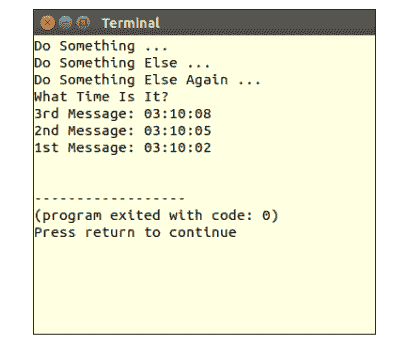 Terminal
Do Something ...
Do Something Else ...
Do Something Else Again ...
What Time Is It?
3rd Message: 03:10:08
2nd Message: 03:10:05
1st Message: 03:10:02
------------------
(program exited with code: 0)
Press return to continue